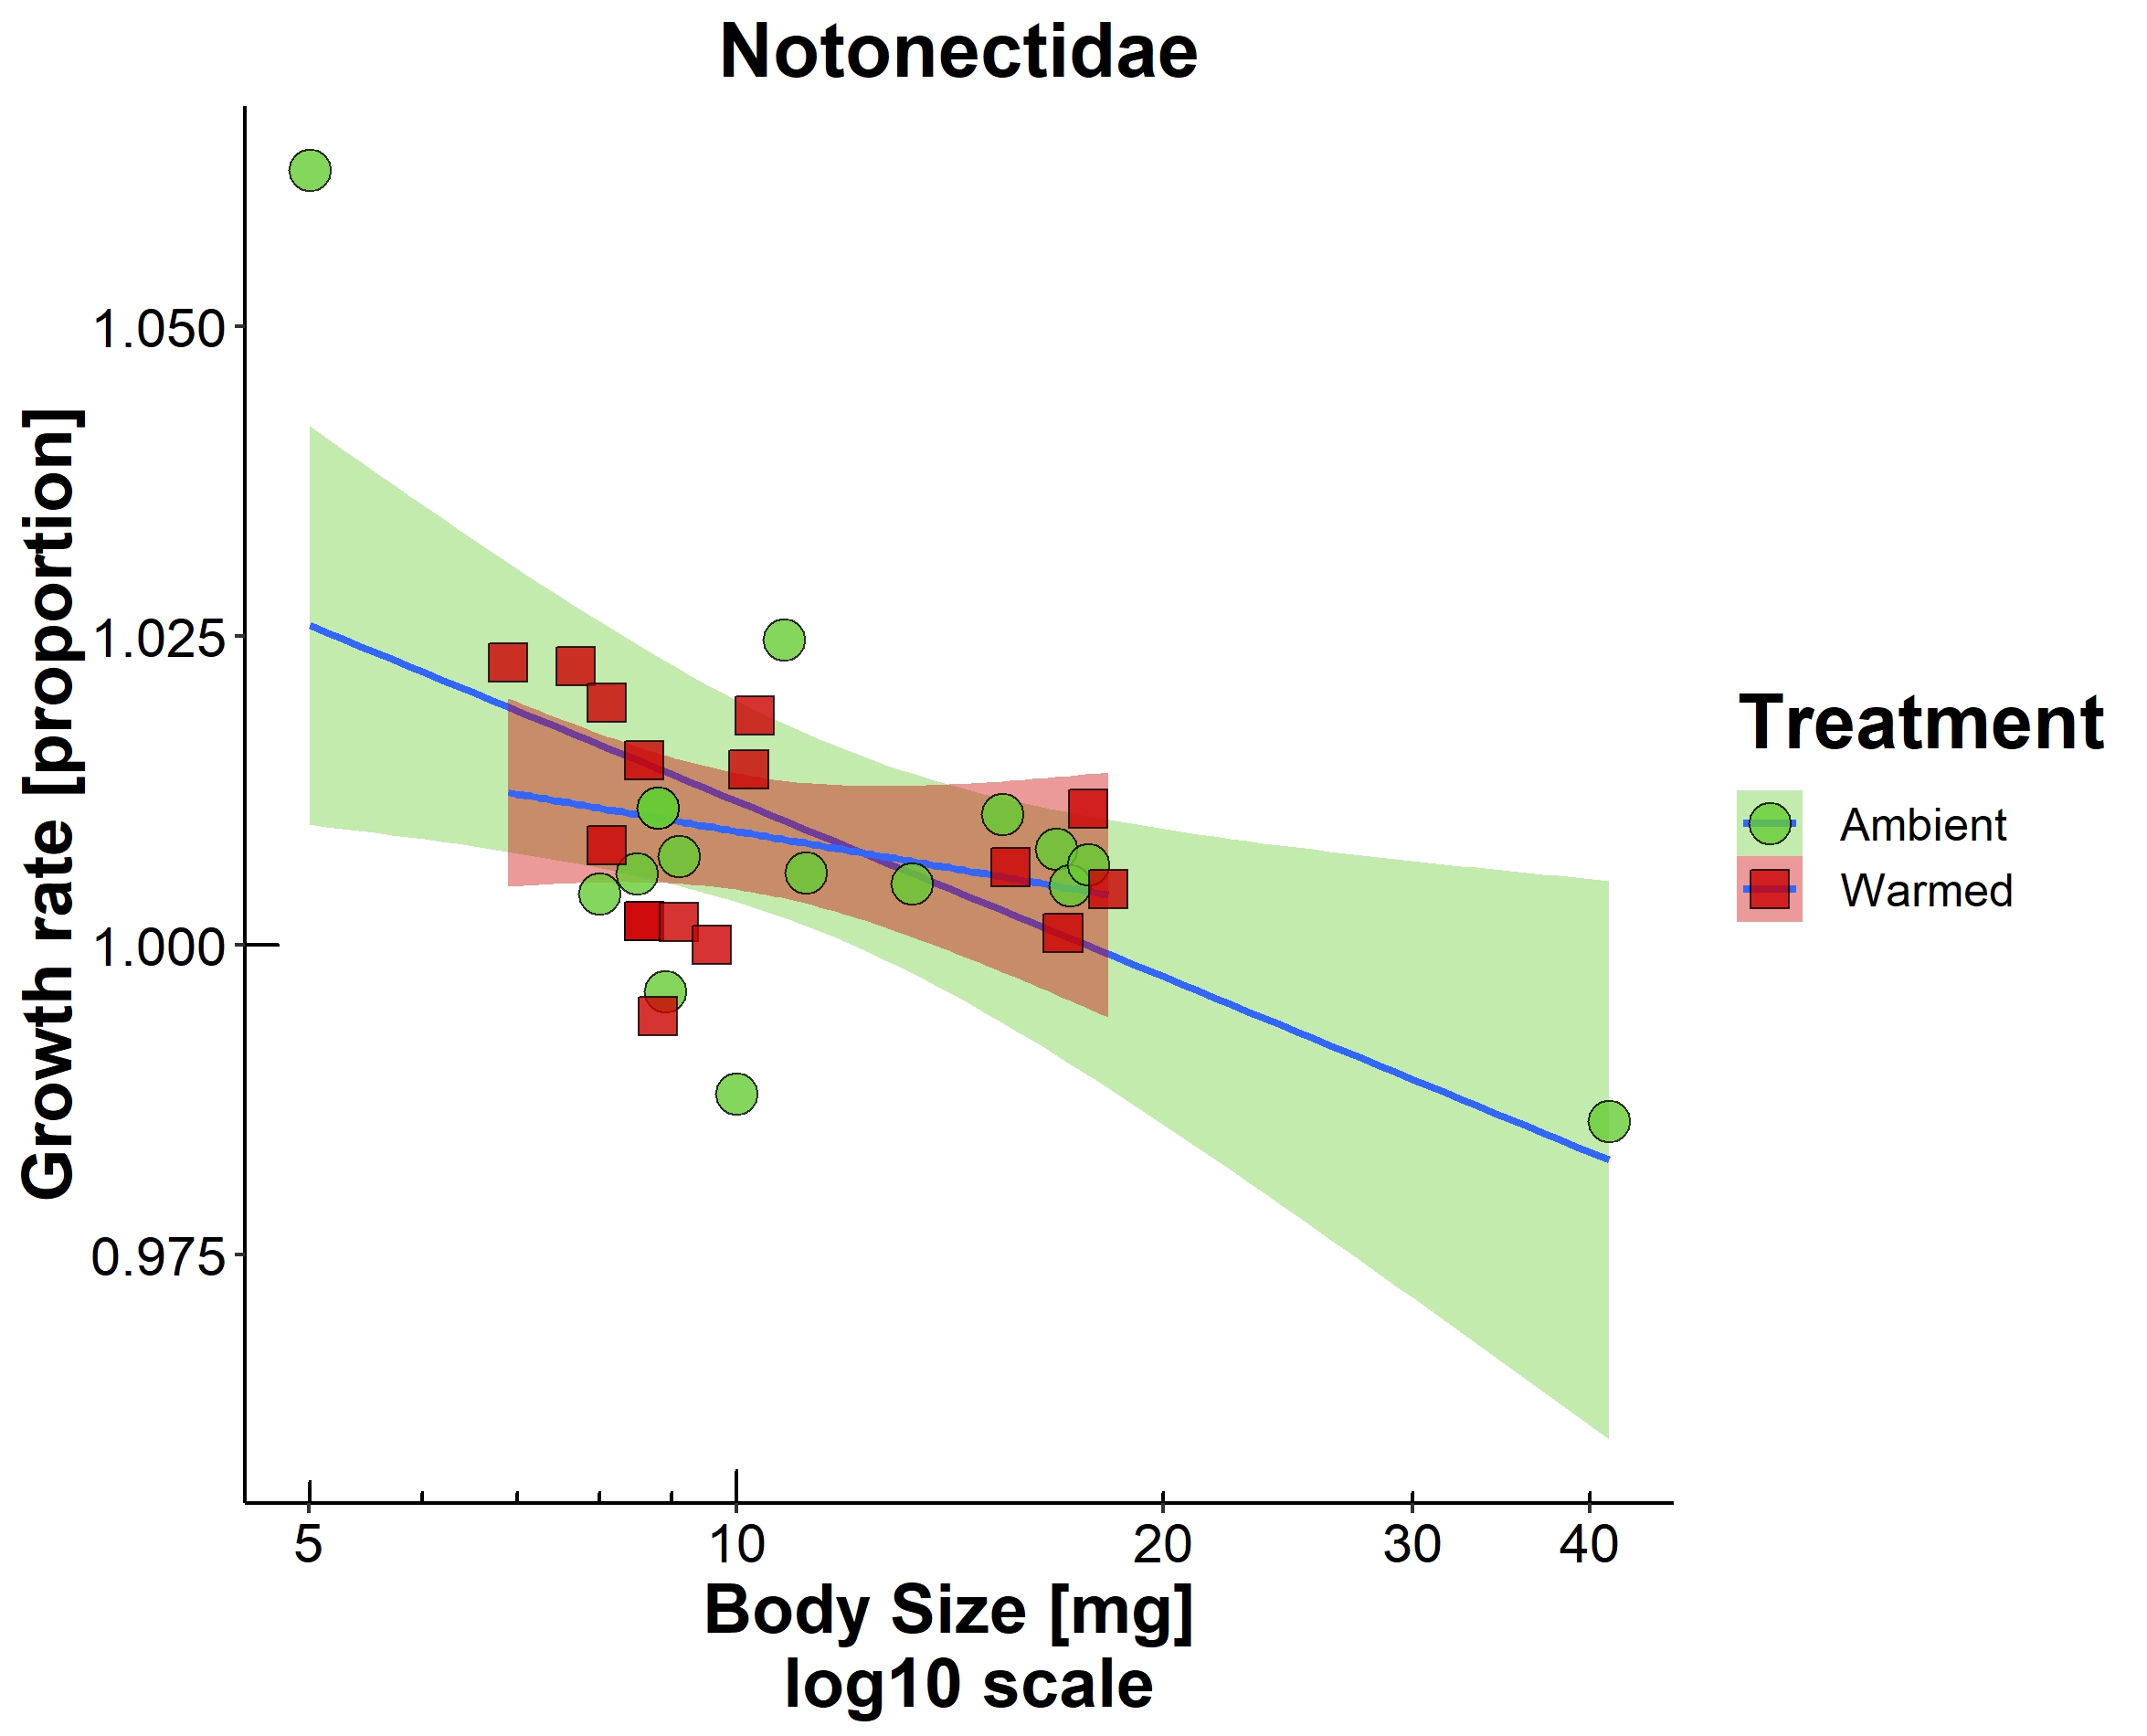 Notonectidae
Growth rate [proportion]
1.050
1.025
1.000
0.975
5 10 20 30 40
Body Size [mg]
log10 scale
Treatment
Ambient
Warmed